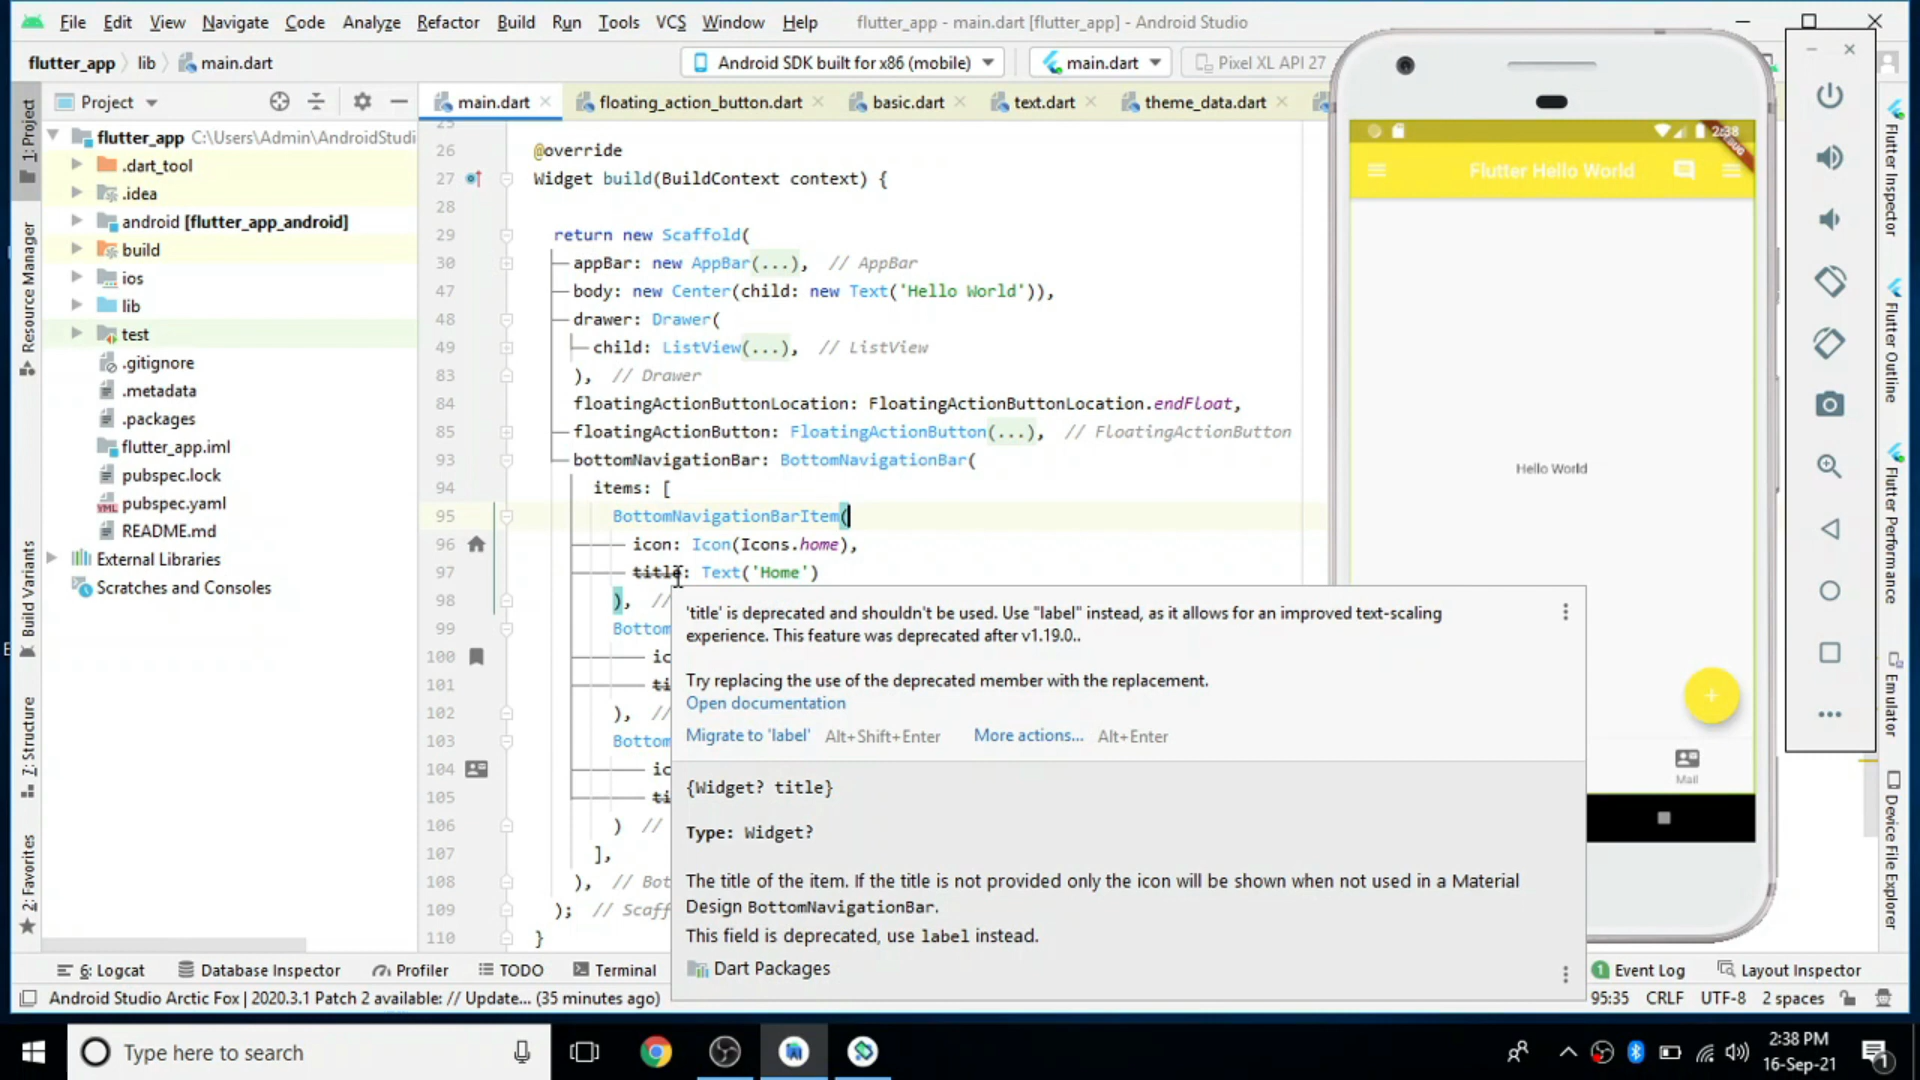 File Edit View Navigate Code Analyze Refactor Build Run Tools VCS Window Help flutter_app - main.dart [flutter_app] - Android Studio
flutter_app lib main.dart Android SDK built for x86 (mobile) main.dart Pixel XL API 27
Project main.dart floating_action_button.dart basic.dart text.dart theme_data.dart
flutter_app C:\Users\Admin\AndroidStudi
.dart_tool
.idea
android [flutter_app_android]
build
ios
lib
test
.gitignore
.metadata
.packages
flutter_app.iml
pubspec.lock
pubspec.yaml
README.md
External Libraries
Scratches and Consoles
1: Project
Resource Manager
Build Variants
7: Structure
2: Favorites
25
26 @override
27 Widget build(BuildContext context) {
28
29 return new Scaffold(
30 appBar: new AppBar(...), // AppBar
47 body: new Center(child: new Text('Hello World')),
48 drawer: Drawer(
49 child: ListView(...), // ListView
83 ), // Drawer
84 floatingActionButtonLocation: FloatingActionButtonLocation.endFloat,
85 floatingActionButton: FloatingActionButton(...), // FloatingActionButton
93 bottomNavigationBar: BottomNavigationBar(
94 items: [
95 BottomNavigationBarItem(
96 icon: Icon(Icons.home),
97 title: Text('Home')
98 ), //
99 Bottom
100 ic
101 ti
102 ), //
103 Bottom
104 ic
105 ti
106 ) //
107 ],
108 ), // Bot
109 ); // Scaff
110 }
'title' is deprecated and shouldn't be used. Use "label" instead, as it allows for an improved text-scaling
experience. This feature was deprecated after v1.19.0..
Try replacing the use of the deprecated member with the replacement.
Open documentation
Migrate to 'label' Alt+Shift+Enter More actions... Alt+Enter
{Widget? title}
Type: Widget?
The title of the item. If the title is not provided only the icon will be shown when not used in a Material
Design BottomNavigationBar.
This field is deprecated, use label instead.
Dart Packages
2:38
DEBUG
Flutter Hello World
Hello World
+
Mail
Flutter Inspector
Flutter Outline
Flutter Performance
Emulator
Device File Explorer
6: Logcat Database Inspector Profiler TODO Terminal 1 Event Log Layout Inspector
Android Studio Arctic Fox | 2020.3.1 Patch 2 available: // Update... (35 minutes ago) 95:35 CRLF UTF-8 2 spaces
Type here to search
2:38 PM
16-Sep-21
1